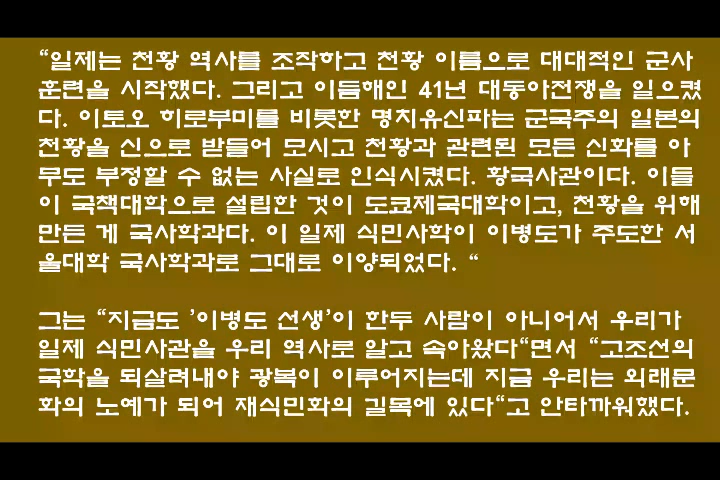 “일제는 천황 역사를 조작하고 천황 이름으로 대대적인 군사
훈련을 시작했다. 그리고 이듬해인 41년 대동아전쟁을 일으켰
다. 이토오 히로부미를 비롯한 명치유신파는 군국주의 일본의
천황을 신으로 받들어 모시고 천황과 관련된 모든 신화를 아
무도 부정할 수 없는 사실로 인식시켰다. 황국사관이다. 이들
이 국책대학으로 설립한 것이 도쿄제국대학이고, 천황을 위해
만든 게 국사학과다. 이 일제 식민사학이 이병도가 주도한 서
울대학 국사학과로 그대로 이양되었다. “
그는 “지금도 ’이병도 선생’이 한두 사람이 아니어서 우리가
일제 식민사관을 우리 역사로 알고 속아왔다“면서 “고조선의
국학을 되살려내야 광복이 이루어지는데 지금 우리는 외래문
화의 노예가 되어 재식민화의 길목에 있다“고 안타까워했다.